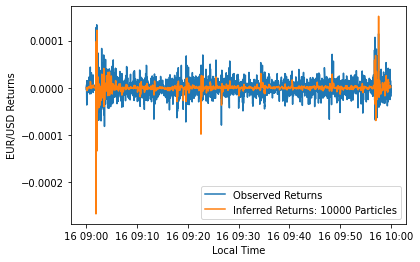 0.0001
0.0000
−0.0001
−0.0002
EUR/USD Returns
Observed Returns
Inferred Returns: 10000 Particles
16 09:00 16 09:10 16 09:20 16 09:30 16 09:40 16 09:50 16 10:00
Local Time